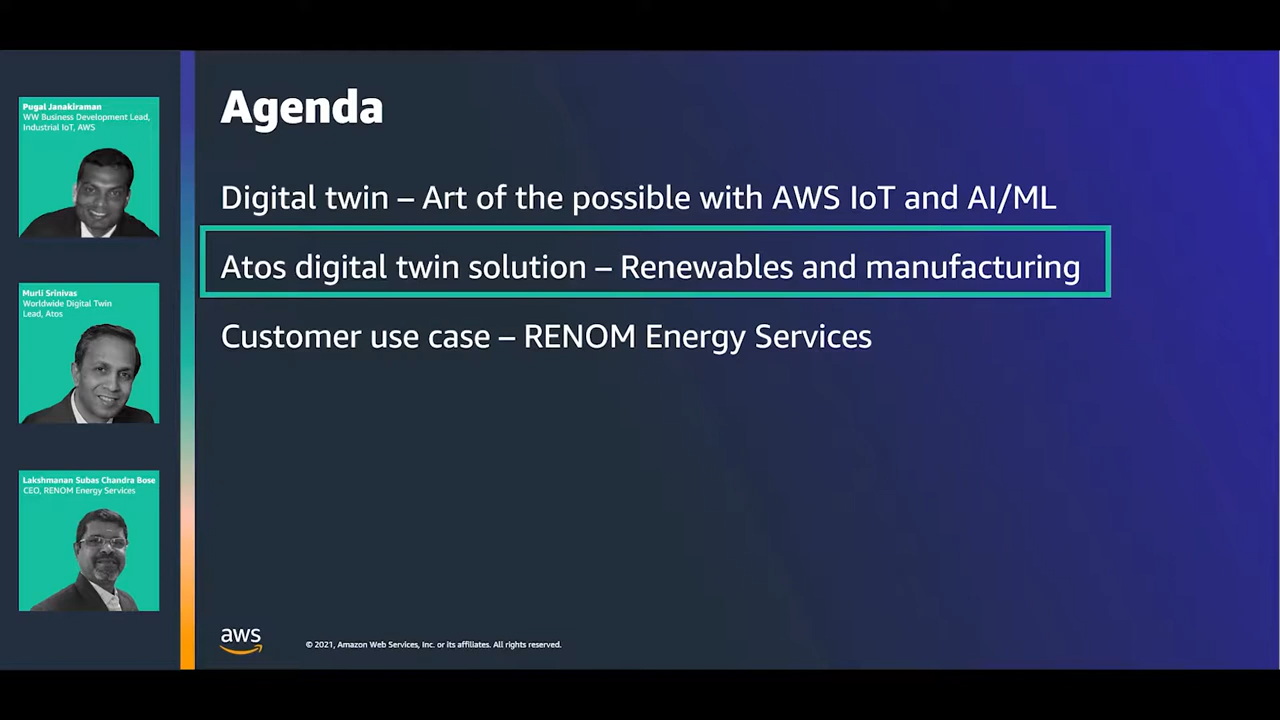 Pugal Janakiraman
WW Business Development Lead,
Industrial IoT, AWS
Murli Srinivas
Worldwide Digital Twin
Lead, Atos
Lakshmanan Subas Chandra Bose
CEO, RENOM Energy Services
Agenda
Digital twin – Art of the possible with AWS IoT and AI/ML
Atos digital twin solution – Renewables and manufacturing
Customer use case – RENOM Energy Services
aws
© 2021, Amazon Web Services, Inc. or its affiliates. All rights reserved.